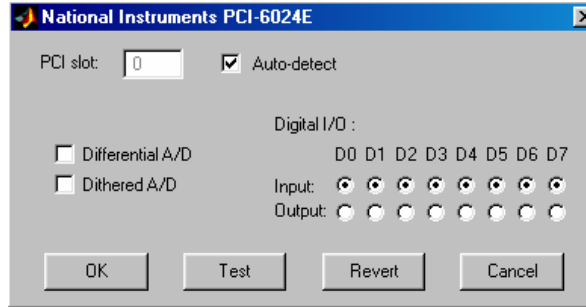 National Instruments PCI-6024E
PCI slot: 0 Auto-detect
Digital I/O :
Differential A/D D0 D1 D2 D3 D4 D5 D6 D7
Dithered A/D Input:
Output:
OK Test Revert Cancel